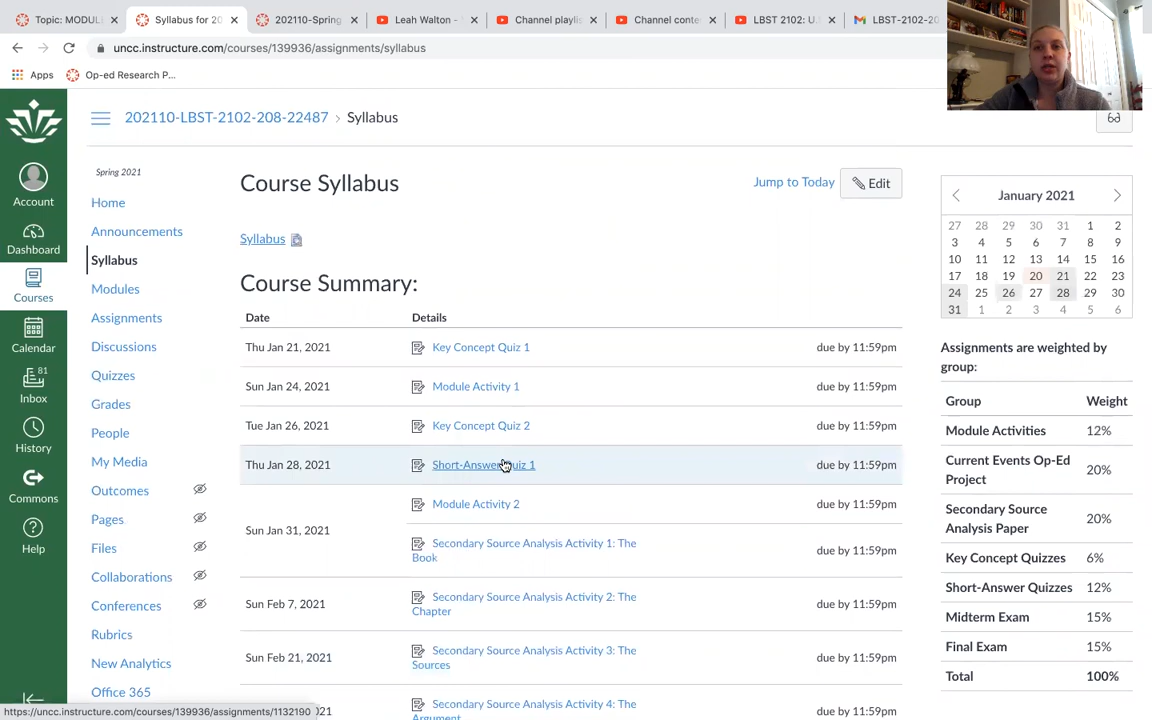 Topic: MODUL
Syllabus for 20
202110-Spring
Leah Walton -
Channel playlis
Channel conte
LBST 2102: U.
LBST-2102-20
uncc.instructure.com/courses/139936/assignments/syllabus
Apps
Op-ed Research P...
202110-LBST-2102-208-22487 › Syllabus
Spring 2021
Account
Dashboard
Courses
Calendar
81
Inbox
History
Commons
Help
Home
Announcements
Syllabus
Modules
Assignments
Discussions
Quizzes
Grades
People
My Media
Outcomes
Pages
Files
Collaborations
Conferences
Rubrics
New Analytics
Office 365
Course Syllabus
Jump to Today
Edit
Syllabus
Course Summary:
Date Details
Thu Jan 21, 2021 Key Concept Quiz 1 due by 11:59pm
Sun Jan 24, 2021 Module Activity 1 due by 11:59pm
Tue Jan 26, 2021 Key Concept Quiz 2 due by 11:59pm
Thu Jan 28, 2021 Short-Answer Quiz 1 due by 11:59pm
Module Activity 2 due by 11:59pm
Sun Jan 31, 2021
Secondary Source Analysis Activity 1: The
Book due by 11:59pm
Sun Feb 7, 2021 Secondary Source Analysis Activity 2: The
Chapter due by 11:59pm
Sun Feb 21, 2021 Secondary Source Analysis Activity 3: The
Sources due by 11:59pm
Secondary Source Analysis Activity 4: The
Argument due by 11:59pm
January 2021
27 28 29 30 31 1 2
3 4 5 6 7 8 9
10 11 12 13 14 15 16
17 18 19 20 21 22 23
24 25 26 27 28 29 30
31 1 2 3 4 5 6
Assignments are weighted by
group:
Group Weight
Module Activities 12%
Current Events Op-Ed
Project 20%
Secondary Source
Analysis Paper 20%
Key Concept Quizzes 6%
Short-Answer Quizzes 12%
Midterm Exam 15%
Final Exam 15%
Total 100%
https://uncc.instructure.com/courses/139936/assignments/1132190